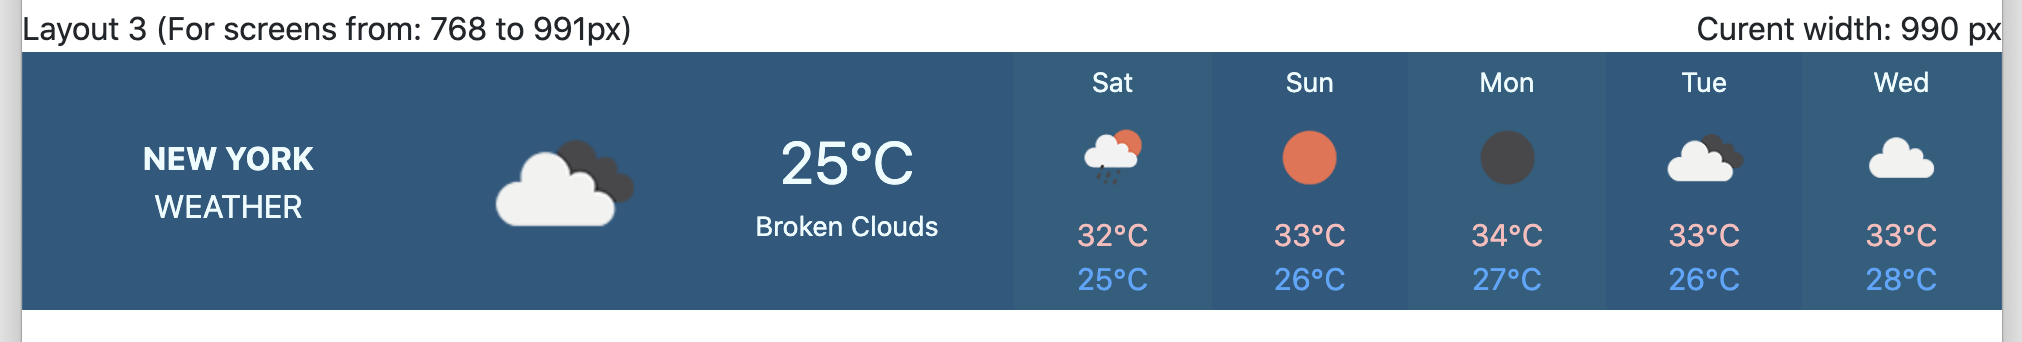 Layout 3 (For screens from: 768 to 991px)
Curent width: 990 px
NEW YORK
WEATHER
25°C
Broken Clouds
Sat
32°C
25°C
Sun
33°C
26°C
Mon
34°C
27°C
Tue
33°C
26°C
Wed
33°C
28°C